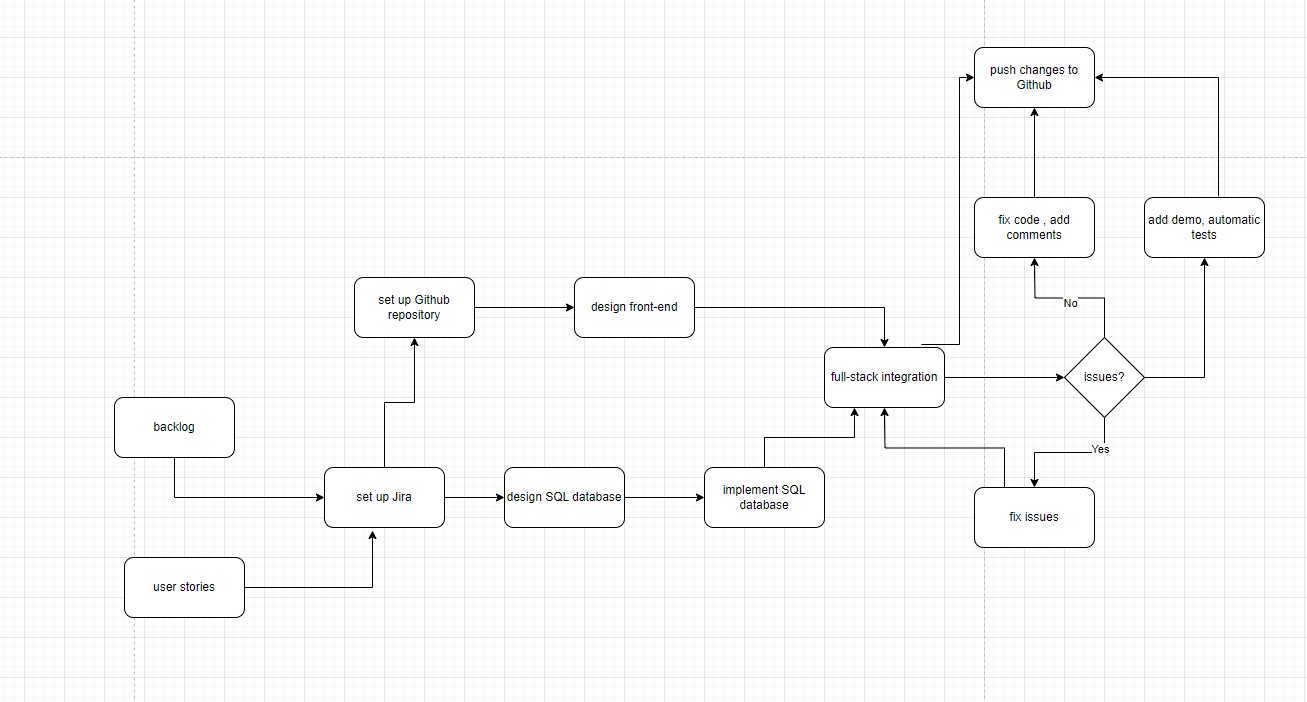 push changes to
Github
fix code , add
comments
add demo, automatic
tests
set up Github
repository
design front-end
No
full-stack integration
issues?
backlog
Yes
set up Jira
design SQL database
implement SQL
database
fix issues
user stories